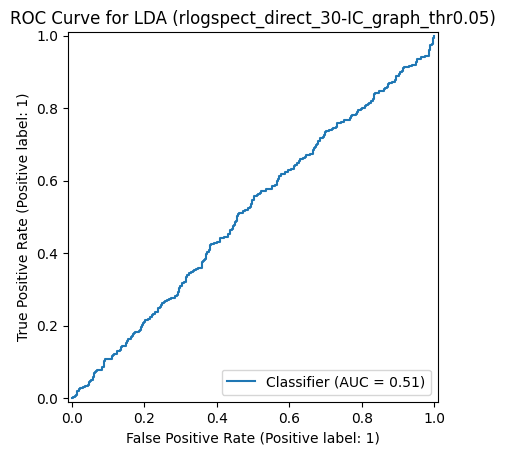 ROC Curve for LDA (rlogspect_direct_30-IC_graph_thr0.05)
1.0
0.8
0.6
0.4
0.2
0.0
True Positive Rate (Positive label: 1)
Classifier (AUC = 0.51)
0.0 0.2 0.4 0.6 0.8 1.0
False Positive Rate (Positive label: 1)